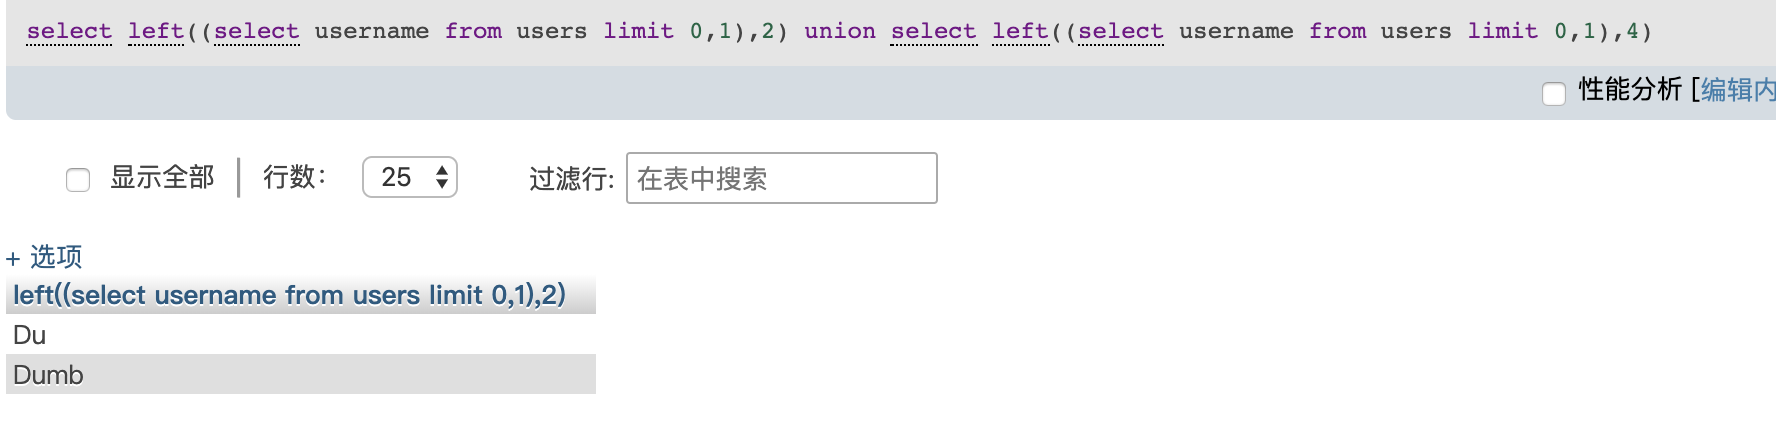 select left((select username from users limit 0,1),2) union select left((select username from users limit 0,1),4)
性能分析 [编辑内
显示全部 行数： 25 过滤行: 在表中搜索
+ 选项
left((select username from users limit 0,1),2)
Du
Dumb